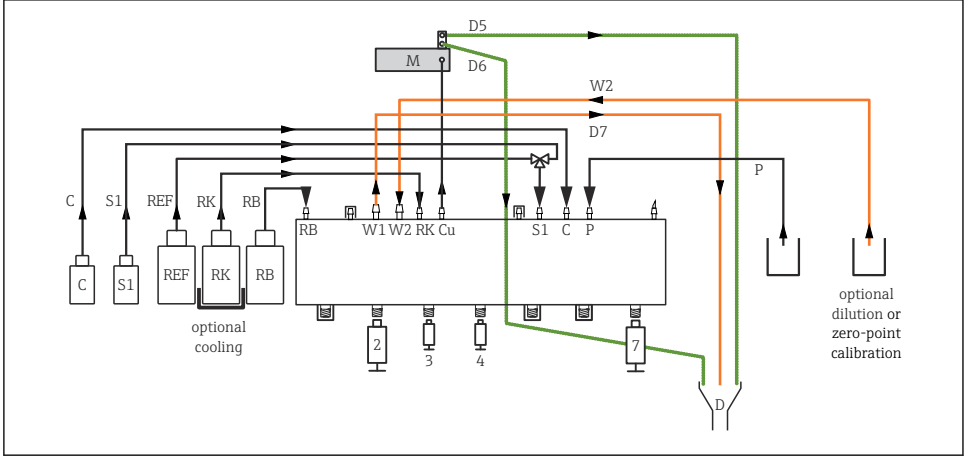 D5
M
D6
W2
D7
P
C
S1
REF
RK
RB
RB
W1
W2
RK
Cu
S1
C
P
C
S1
REF
RK
RB
optional
cooling
optional
dilution or
zero-point
calibration
2
3
4
7
D